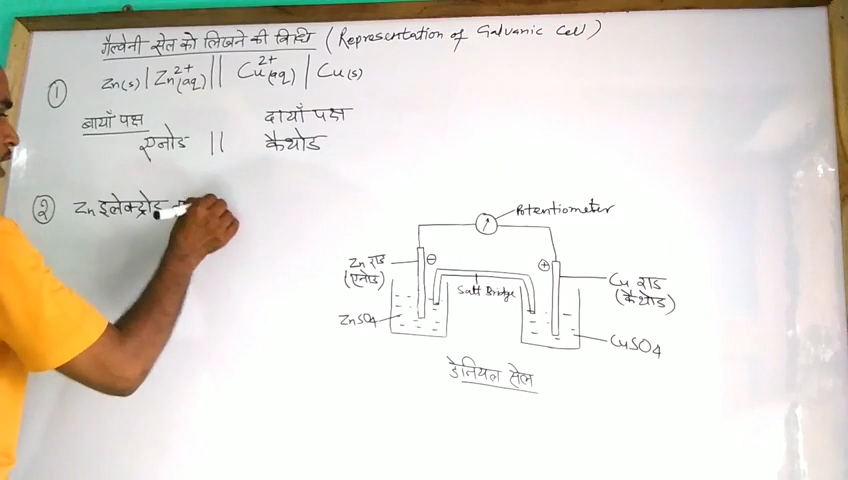 गैल्वेनी सेल को लिखने की विधि (Representation of Galvanic Cell)
① Zn(s) | Zn²⁺(aq) || Cu²⁺(aq) | Cu(s)
बायाँ पक्ष दायाँ पक्ष
एनोड || कैथोड
② Zn इलेक्ट्रोड
Potentiometer
Zn राड
(एनोड)
⊖
⊕
Cu राड
(कैथोड)
Salt Bridge
ZnSO4
CuSO4
डेनियल सेल